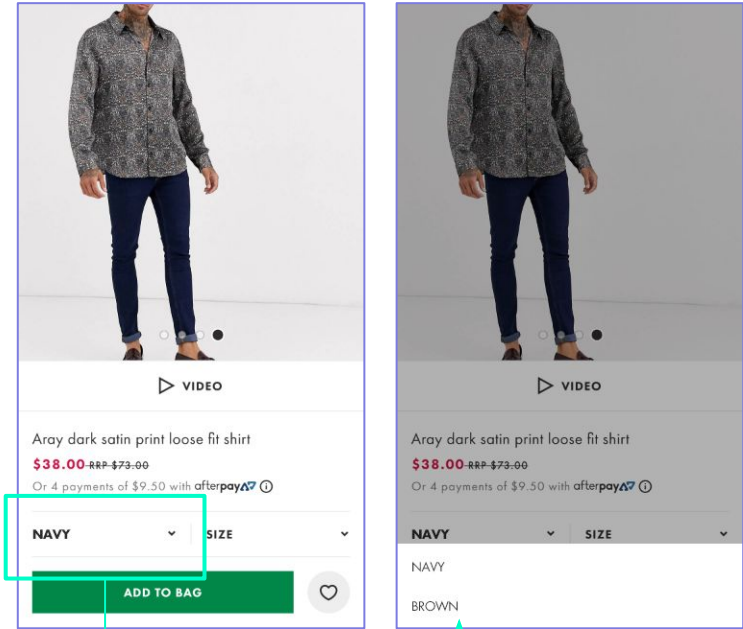 VIDEO
Aray dark satin print loose fit shirt
$38.00 RRP $73.00
Or 4 payments of $9.50 with afterpay
NAVY SIZE
ADD TO BAG
VIDEO
Aray dark satin print loose fit shirt
$38.00 RRP $73.00
Or 4 payments of $9.50 with afterpay
NAVY SIZE
NAVY
BROWN